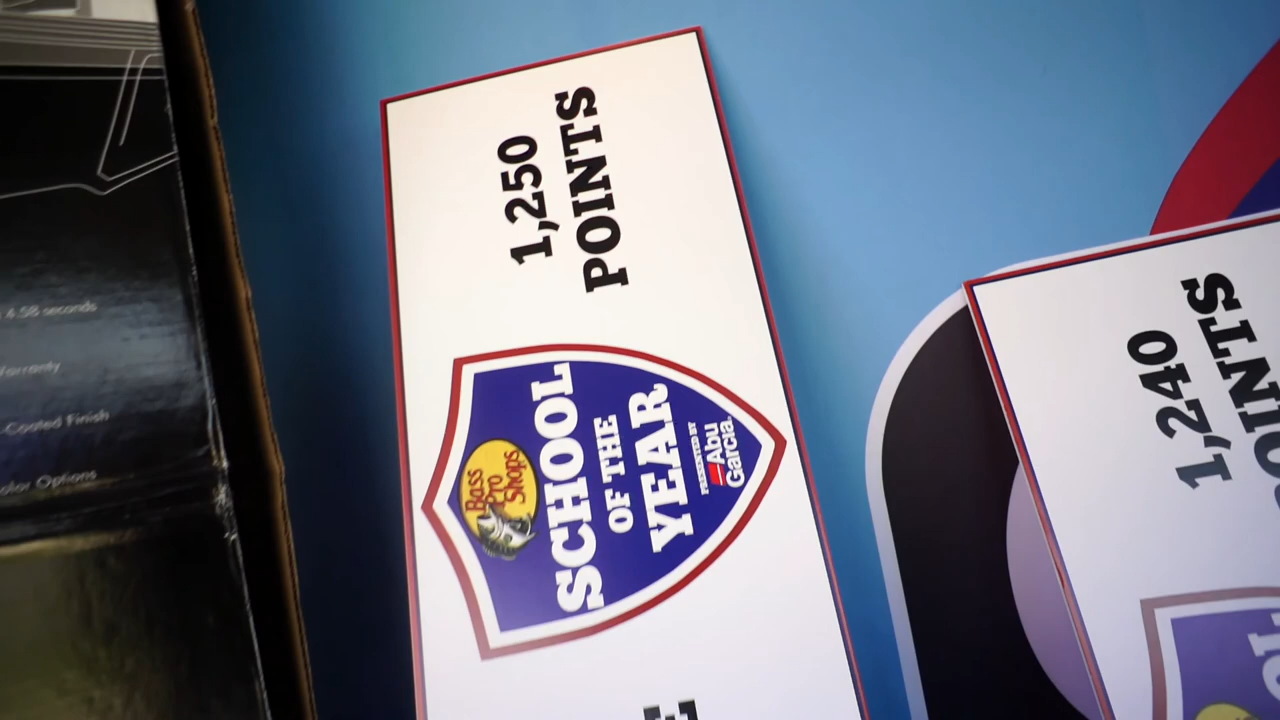 1,250
POINTS
Bass
Pro
Shops
SCHOOL
OF THE
YEAR
PRESENTED BY
Abu
Garcia.
1,240
POINTS
4.58 seconds
Warranty
-Coated Finish
Options